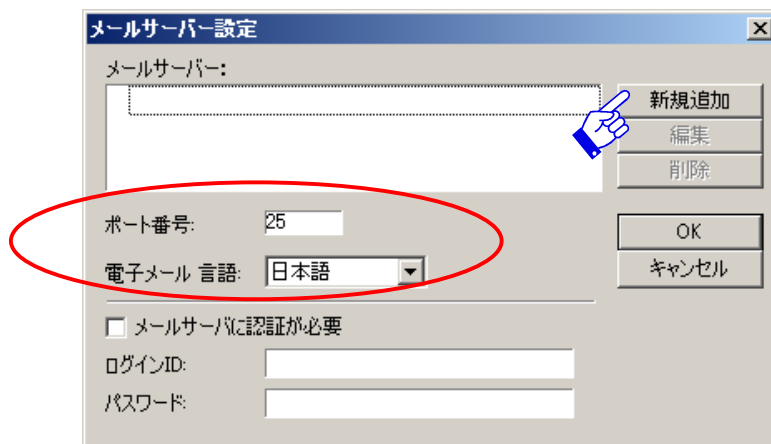 メールサーバー設定
メールサーバー:
新規追加
編集
削除
ポート番号: 25
OK
電子メール 言語: 日本語
キャンセル
メールサーバに認証が必要
ログインID:
パスワード: